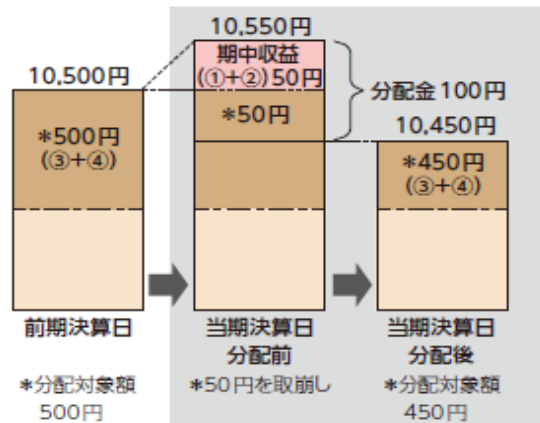 10,550円
期中収益
(①+②)50円
10,500円
分配金100円
*50円
10,450円
*500円
(③+④)
*450円
(③+④)
前期決算日
当期決算日
分配前
当期決算日
分配後
*分配対象額
500円
*50円を取崩し
*分配対象額
450円